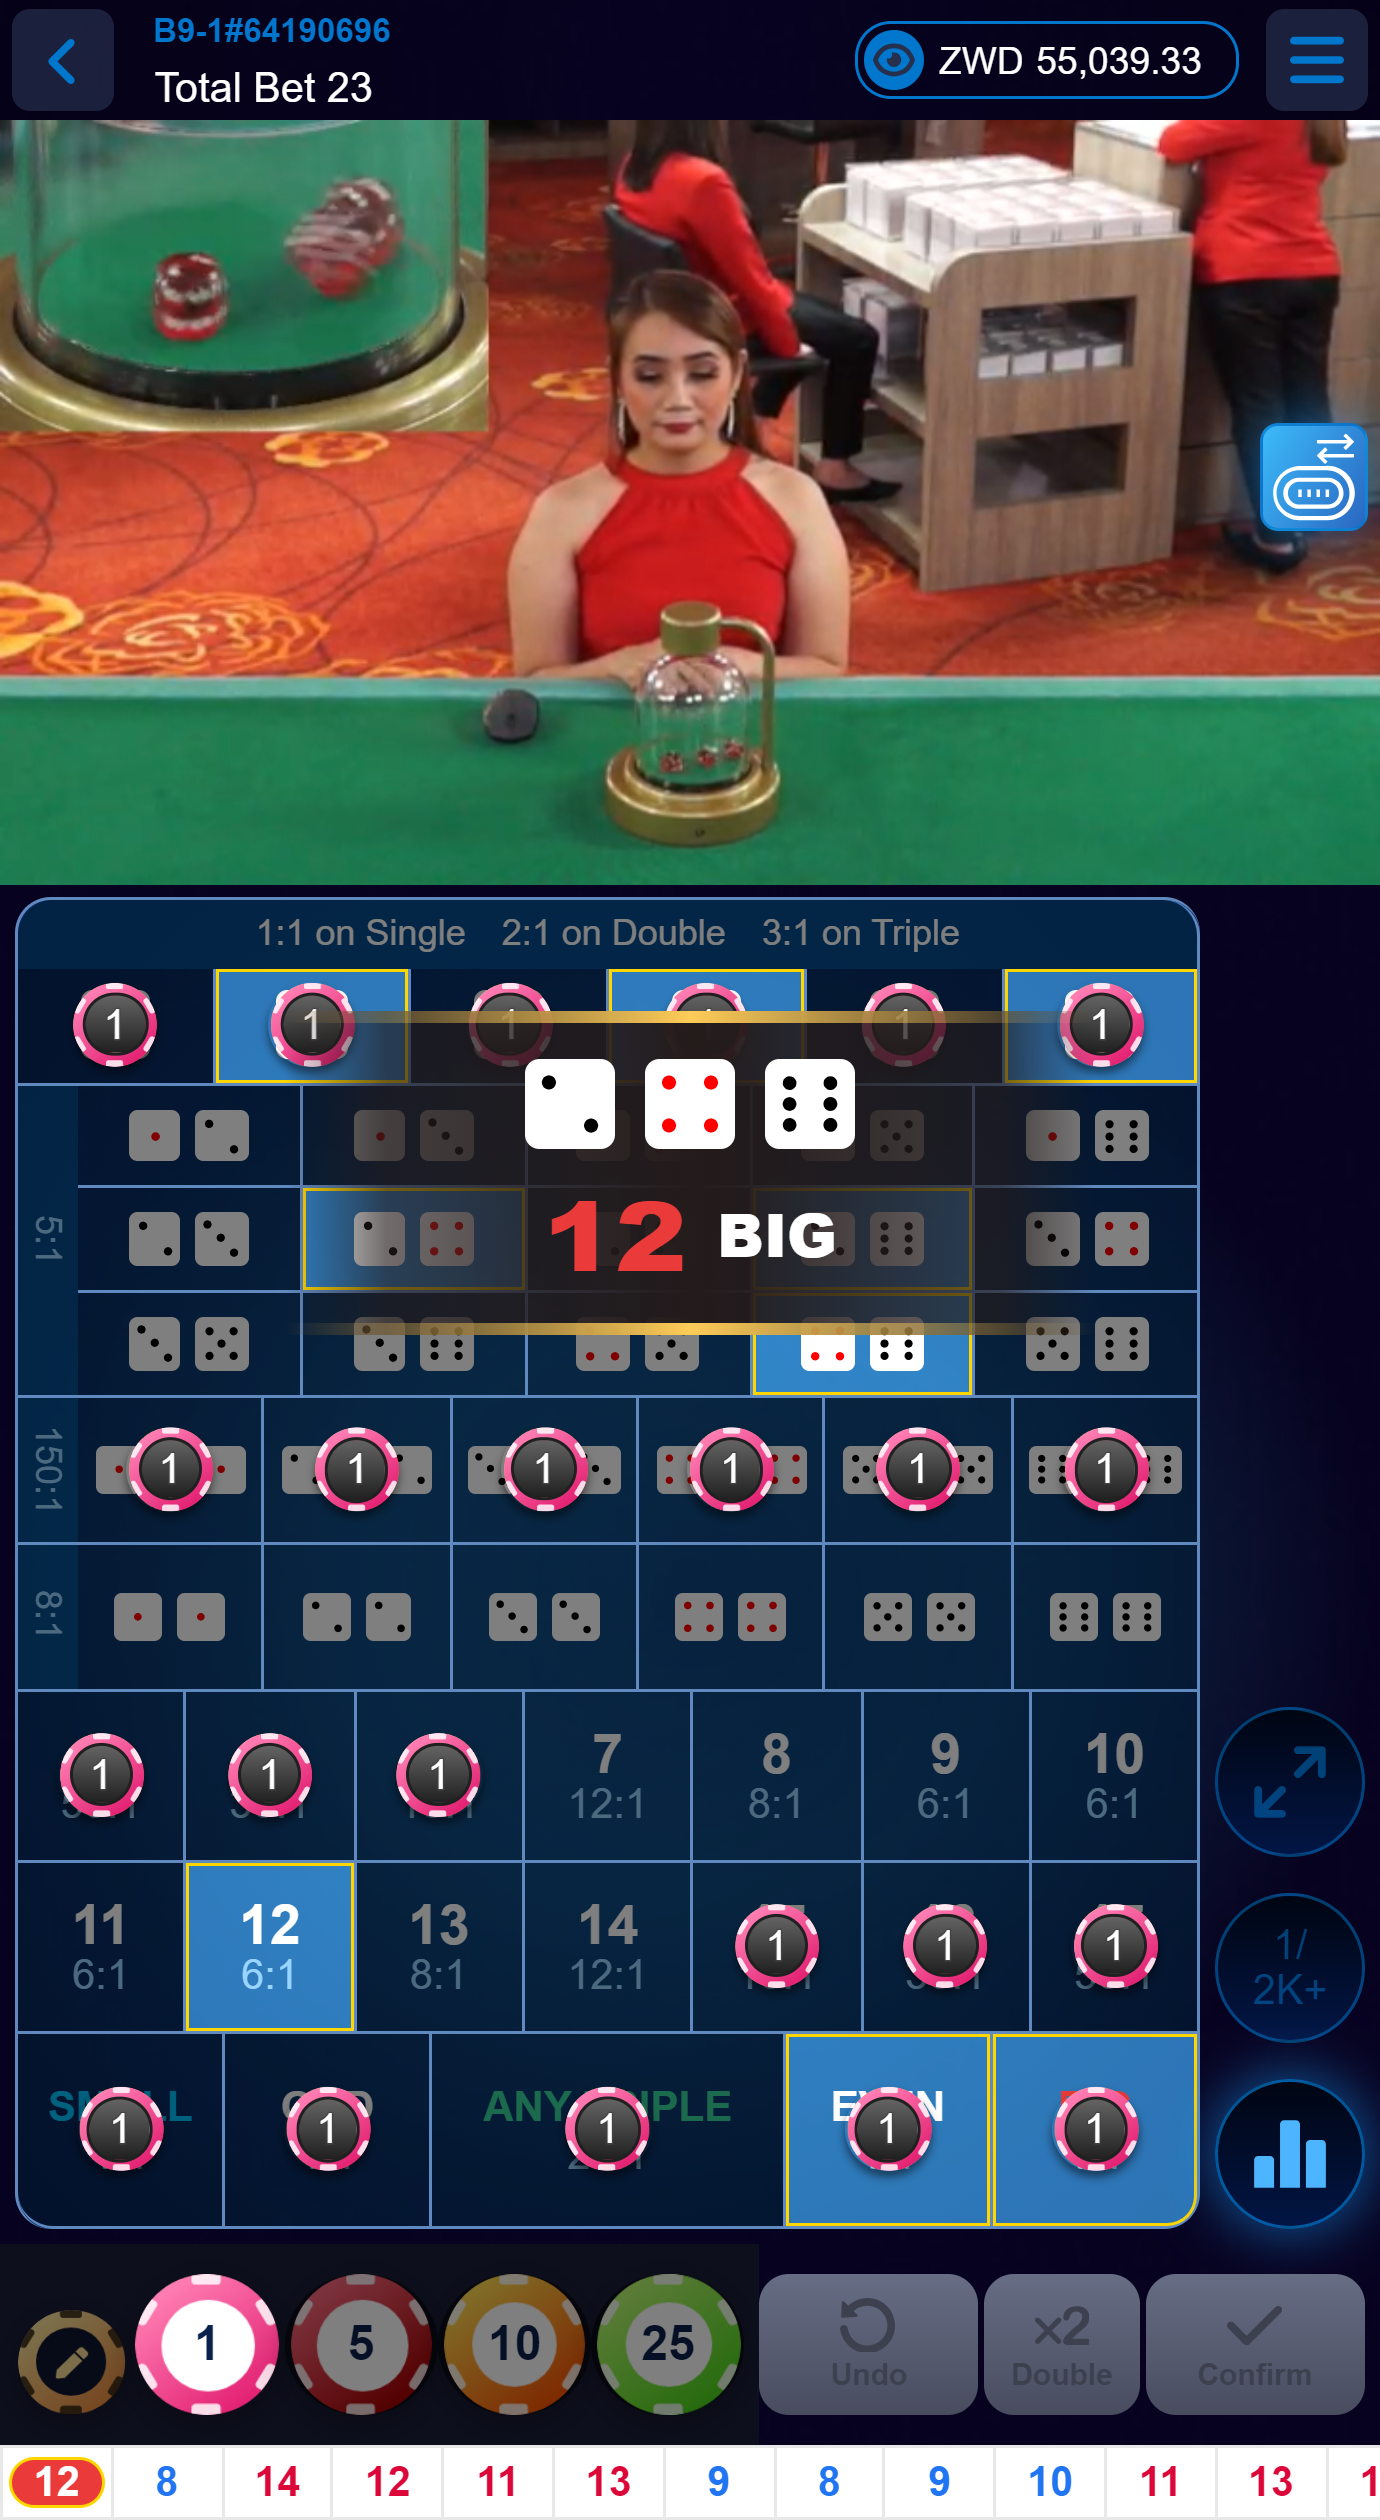 B9-1#64190696
Total Bet 23
ZWD 55,039.33
1:1 on Single 2:1 on Double 3:1 on Triple
1 1 1
12 BIG
5:1
150:1
1 1 1 1 1 1
8:1
1 1 1
7 8 9 10
12:1 8:1 6:1 6:1
11 12 13 14
6:1 6:1 8:1 12:1
1 1 1
1/
2K+
ANY
1 1 1 1 1
1 5 10 25
Undo
x2
Double
Confirm
12 8 14 12 11 13 9 8 9 10 11 13